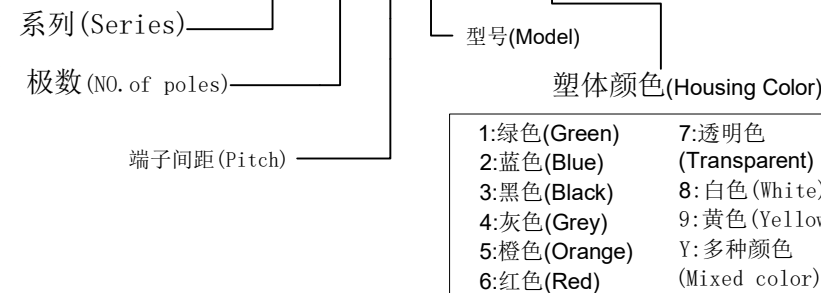 系列(Series)
型号(Model)
极数(NO.of poles)
塑体颜色(Housing Color)
端子间距(Pitch)
1:绿色(Green)
2:蓝色(Blue)
3:黑色(Black)
4:灰色(Grey)
5:橙色(Orange)
6:红色(Red)
7:透明色
(Transparent)
8:白色(White)
9:黄色(Yellow
Y:多种颜色
(Mixed color)